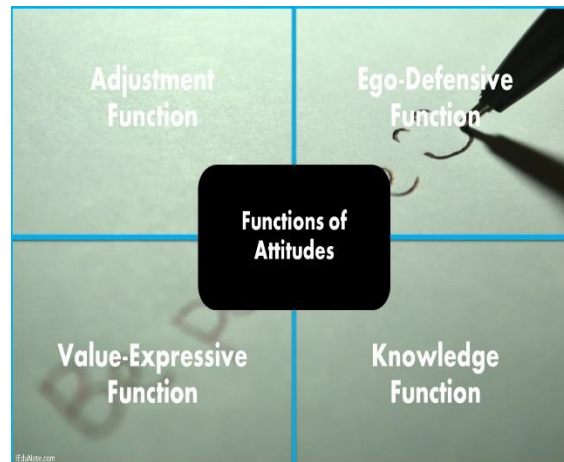 Adjustment
Function
Ego-Defensive
Function
Functions of
Attitudes
Value-Expressive
Function
Knowledge
Function
iEduNote.com